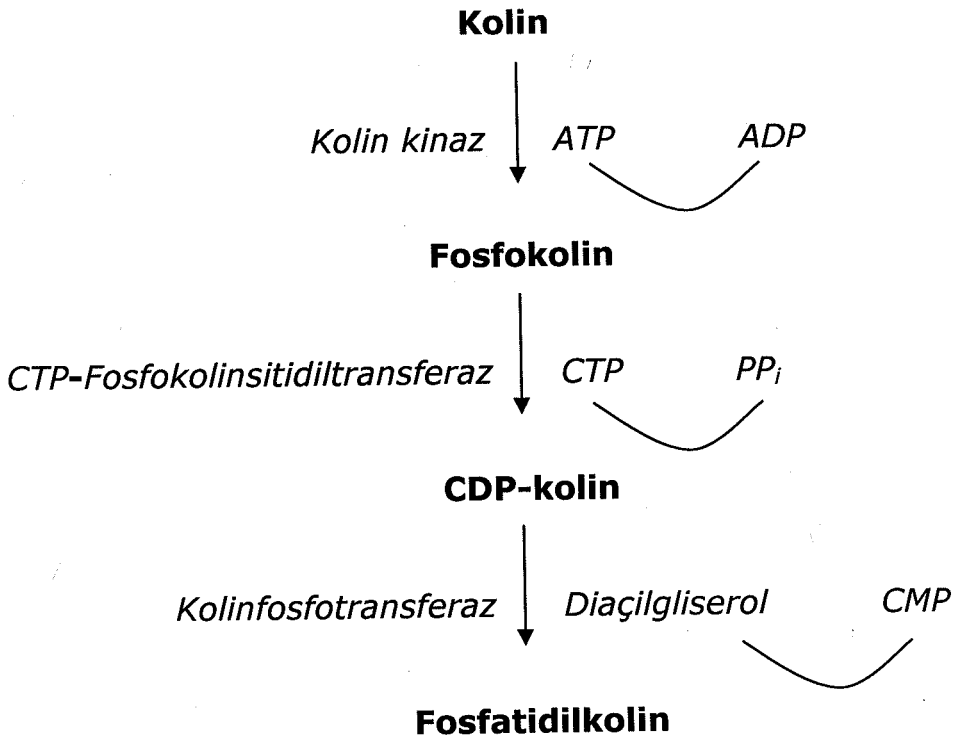 Kolin
Kolin kinaz ATP ADP
Fosfokolin
CTP-Fosfokolinsitidiltransferaz CTP PPi
CDP-kolin
Kolinfosfotransferaz Diaçilgliserol CMP
Fosfatidilkolin